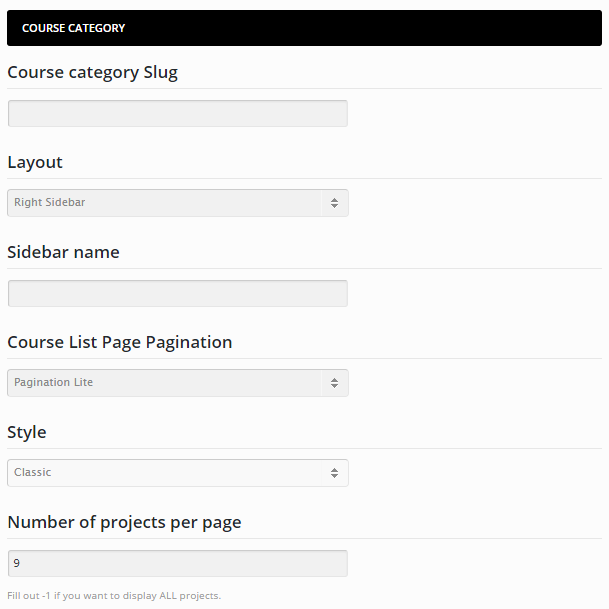 COURSE CATEGORY
Course category Slug
Layout
Right Sidebar
Sidebar name
Course List Page Pagination
Pagination Lite
Style
Classic
Number of projects per page
9
Fill out -1 if you want to display ALL projects.